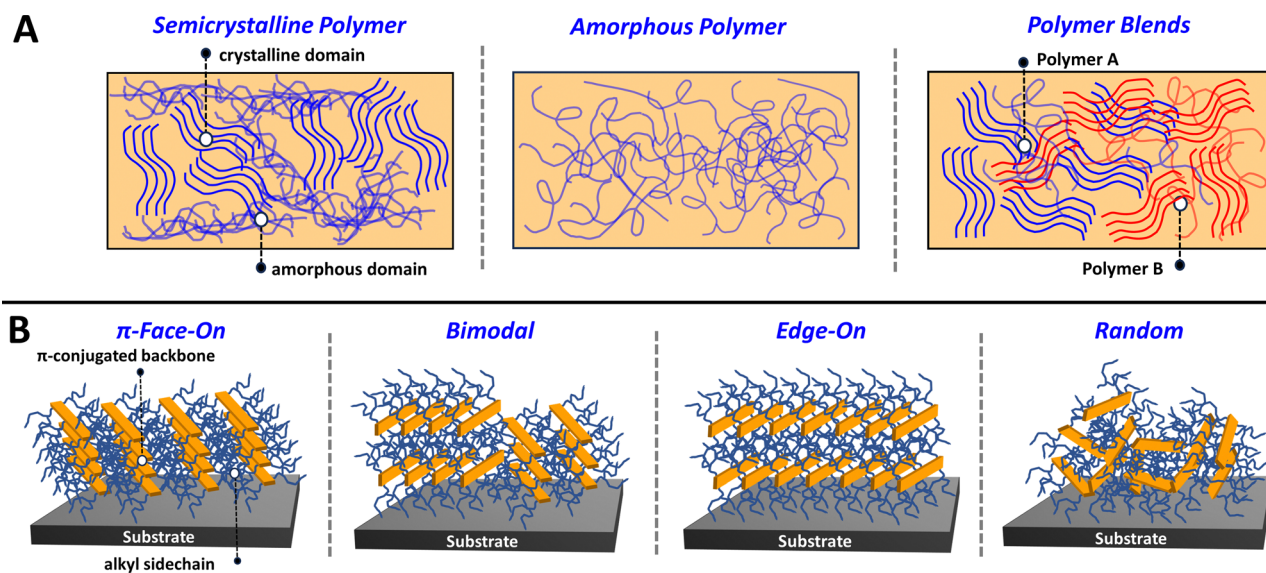 A
Semicrystalline Polymer
Amorphous Polymer
Polymer Blends
crystalline domain
Polymer A
amorphous domain
Polymer B
B
π-Face-On
Bimodal
Edge-On
Random
π-conjugated backbone
Substrate
Substrate
Substrate
Substrate
alkyl sidechain